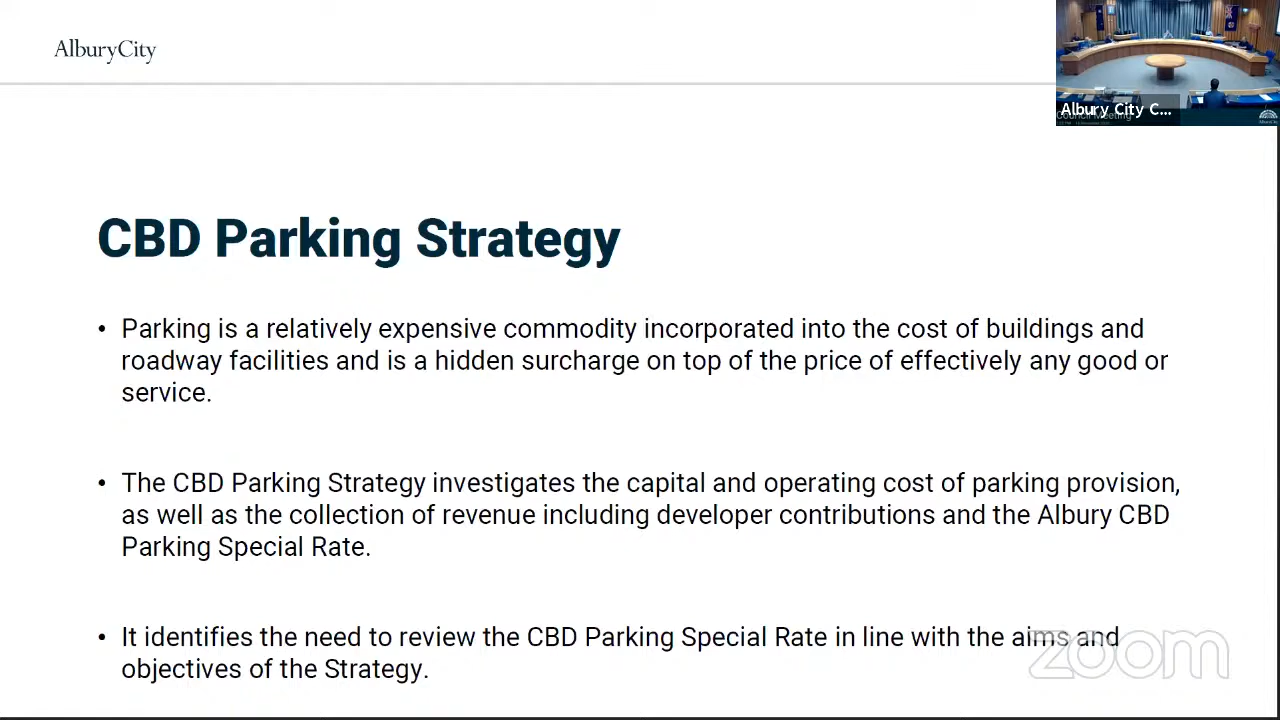 AlburyCity
Albury City C...
Council Meeting
CBD Parking Strategy
• Parking is a relatively expensive commodity incorporated into the cost of buildings and
roadway facilities and is a hidden surcharge on top of the price of effectively any good or
service.
• The CBD Parking Strategy investigates the capital and operating cost of parking provision,
as well as the collection of revenue including developer contributions and the Albury CBD
Parking Special Rate.
• It identifies the need to review the CBD Parking Special Rate in line with the aims and
objectives of the Strategy.
zoom